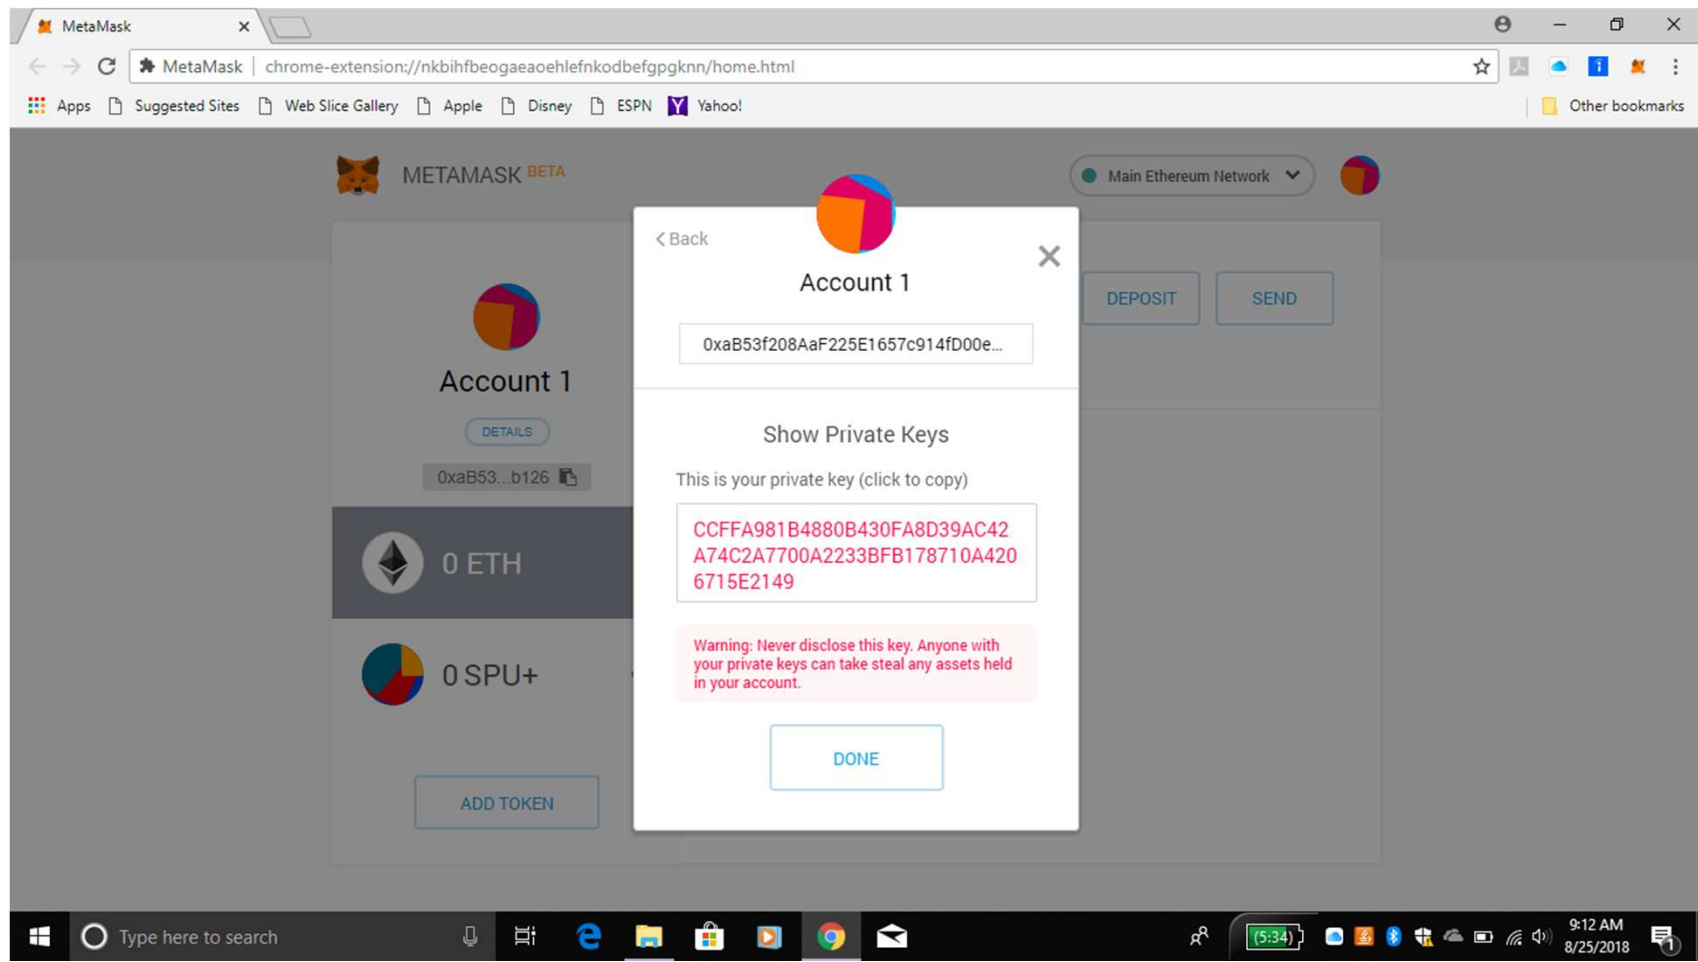 MetaMask
MetaMask | chrome-extension://nkbihfbeogaeaoehlefnkodbefgpgknn/home.html
Apps Suggested Sites Web Slice Gallery Apple Disney ESPN Yahoo! Other bookmarks
METAMASK BETA
Main Ethereum Network
Account 1
DETAILS
0xaB53...b126
0 ETH
0 SPU+
ADD TOKEN
Back
Account 1
0xaB53f208AaF225E1657c914fD00e...
Show Private Keys
This is your private key (click to copy)
CCFFA981B4880B430FA8D39AC42
A74C2A7700A2233BFB178710A420
6715E2149
Warning: Never disclose this key. Anyone with
your private keys can take steal any assets held
in your account.
DONE
DEPOSIT SEND
Type here to search
(5:34)
9:12 AM
8/25/2018
1